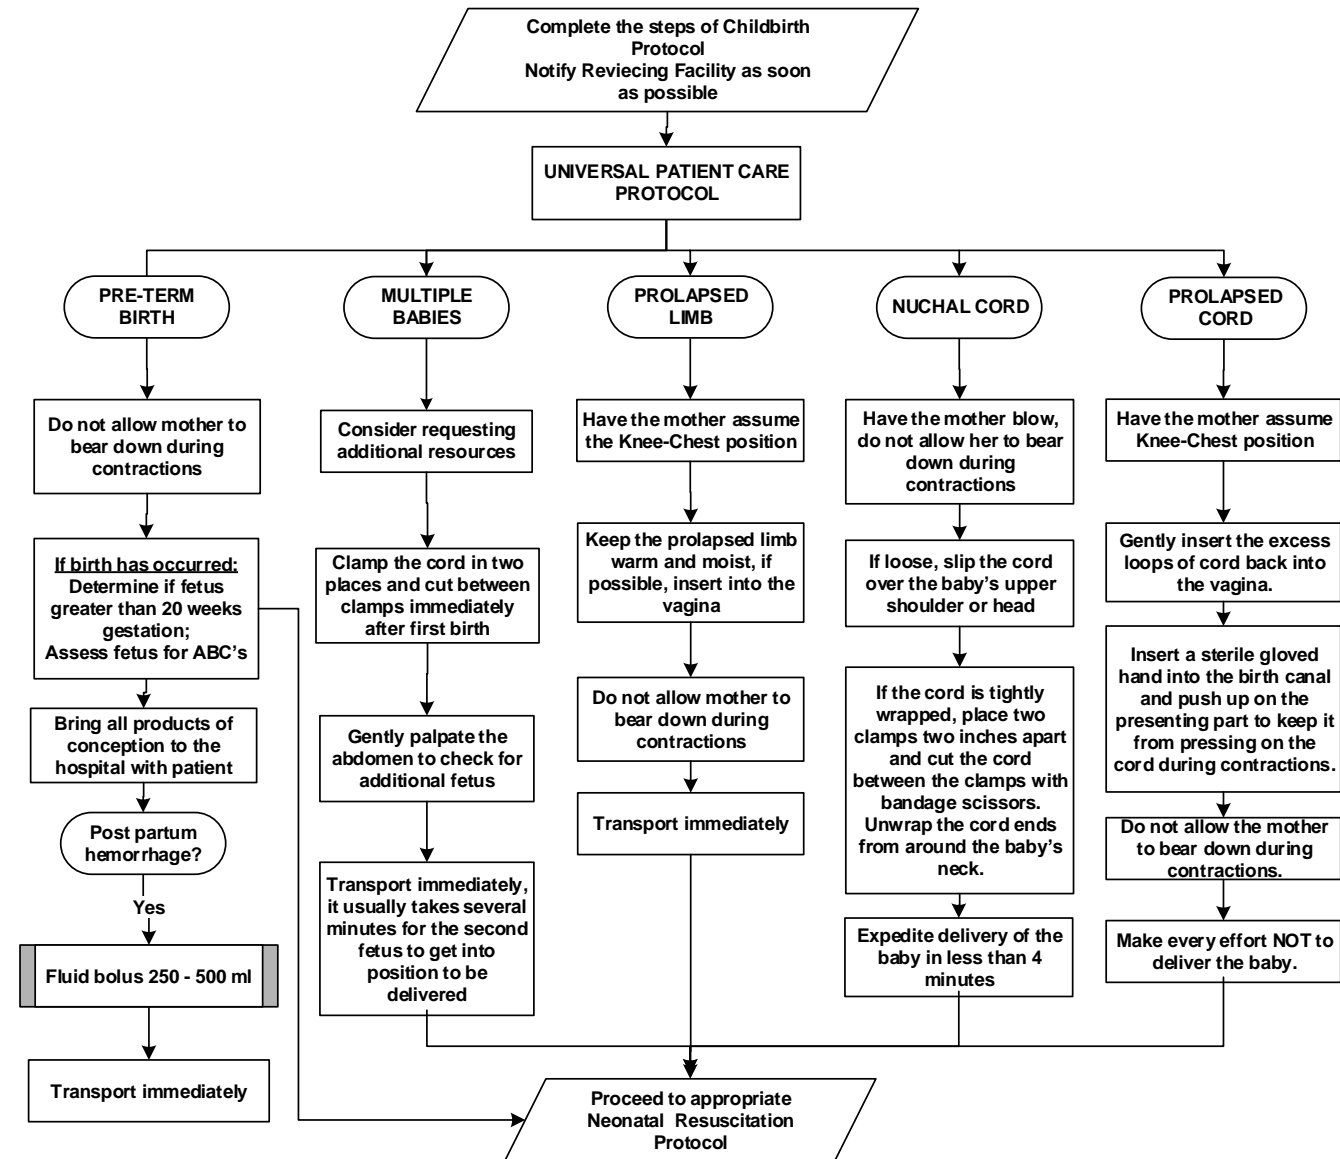 Complete the steps of Childbirth
Protocol
Notify Reviecing Facility as soon
as possible
UNIVERSAL PATIENT CARE
PROTOCOL
PRE-TERM
BIRTH
Do not allow mother to
bear down during
contractions
If birth has occurred:
Determine if fetus
greater than 20 weeks
gestation;
Assess fetus for ABC's
Bring all products of
conception to the
hospital with patient
Post partum
hemorrhage?
Yes
Fluid bolus 250 - 500 ml
Transport immediately
MULTIPLE
BABIES
Consider requesting
additional resources
Clamp the cord in two
places and cut between
clamps immediately
after first birth
Gently palpate the
abdomen to check for
additional fetus
Transport immediately,
it usually takes several
minutes for the second
fetus to get into
position to be
delivered
PROLAPSED
LIMB
Have the mother assume
the Knee-Chest position
Keep the prolapsed limb
warm and moist, if
possible, insert into the
vagina
Do not allow mother to
bear down during
contractions
Transport immediately
NUCHAL CORD
Have the mother blow,
do not allow her to bear
down during
contractions
If loose, slip the cord
over the baby's upper
shoulder or head
If the cord is tightly
wrapped, place two
clamps two inches apart
and cut the cord
between the clamps with
bandage scissors.
Unwrap the cord ends
from around the baby's
neck.
Expedite delivery of the
baby in less than 4
minutes
PROLAPSED
CORD
Have the mother assume
Knee-Chest position
Gently insert the excess
loops of cord back into
the vagina.
Insert a sterile gloved
hand into the birth canal
and push up on the
presenting part to keep it
from pressing on the
cord during contractions.
Do not allow the mother
to bear down during
contractions.
Make every effort NOT to
deliver the baby.
Proceed to appropriate
Neonatal Resuscitation
Protocol